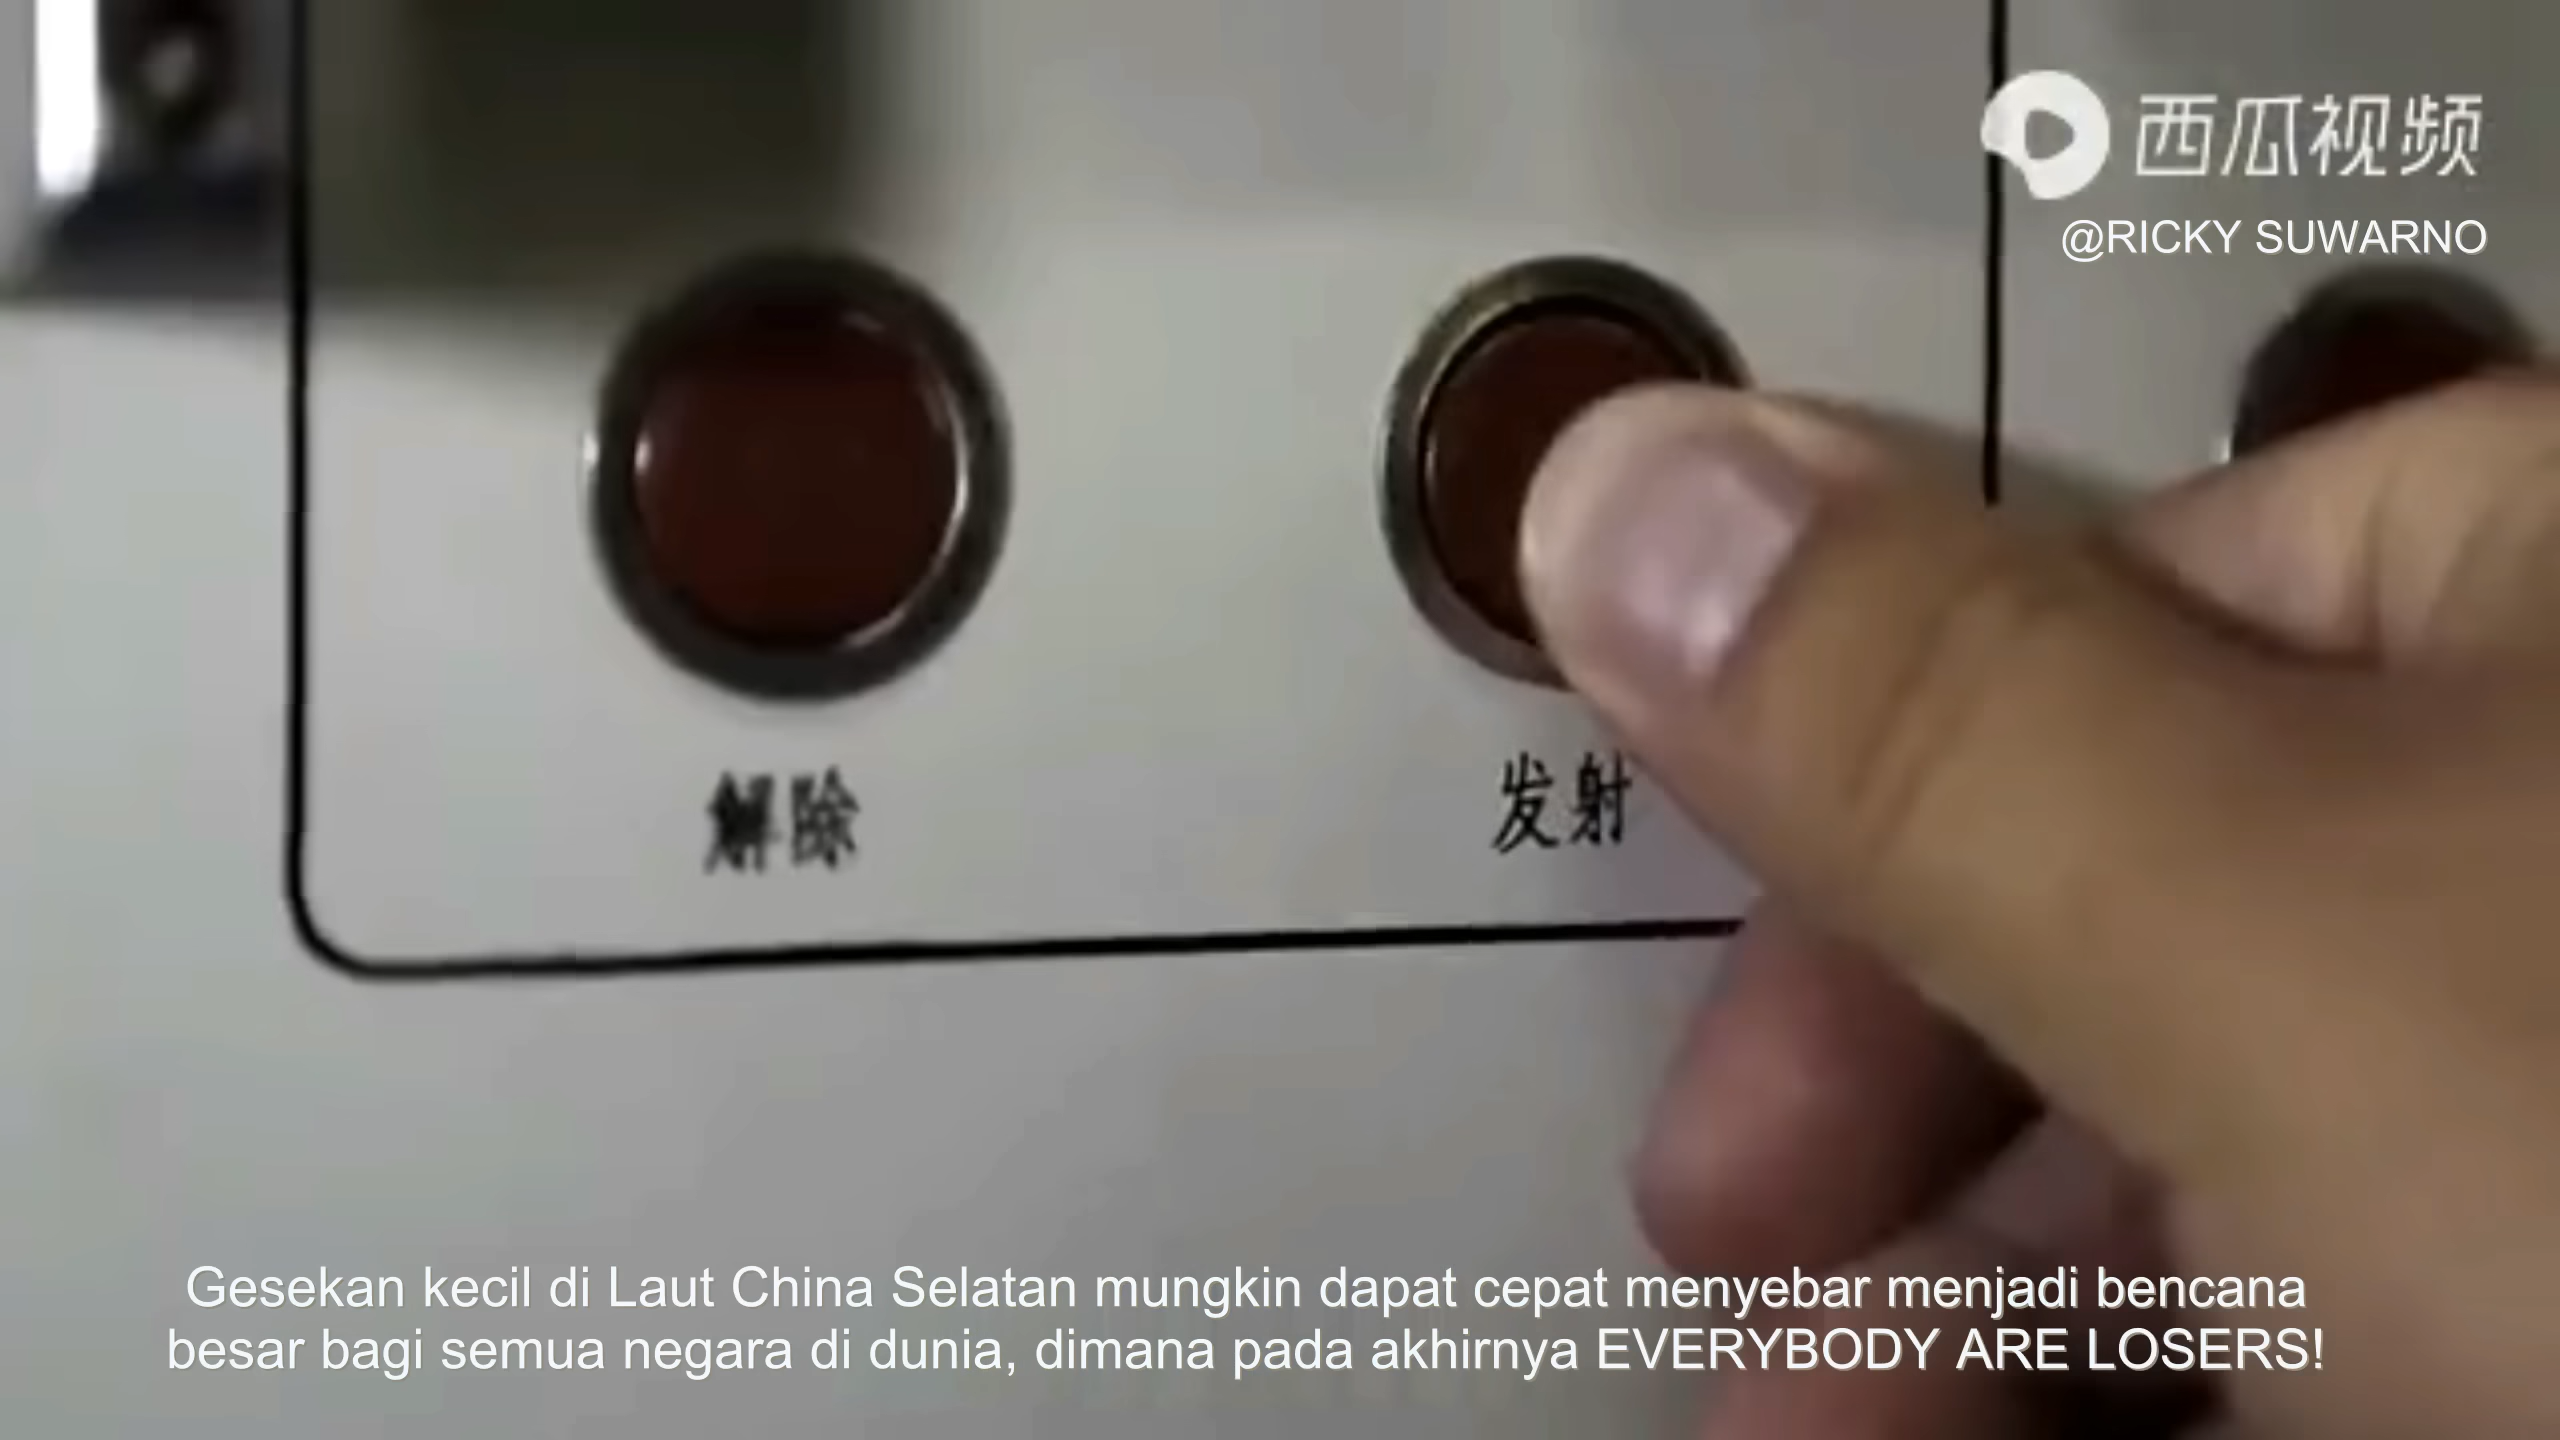 西瓜视频
@RICKY SUWARNO
解除
发射
Gesekan kecil di Laut China Selatan mungkin dapat cepat menyebar menjadi bencana
besar bagi semua negara di dunia, dimana pada akhirnya EVERYBODY ARE LOSERS!